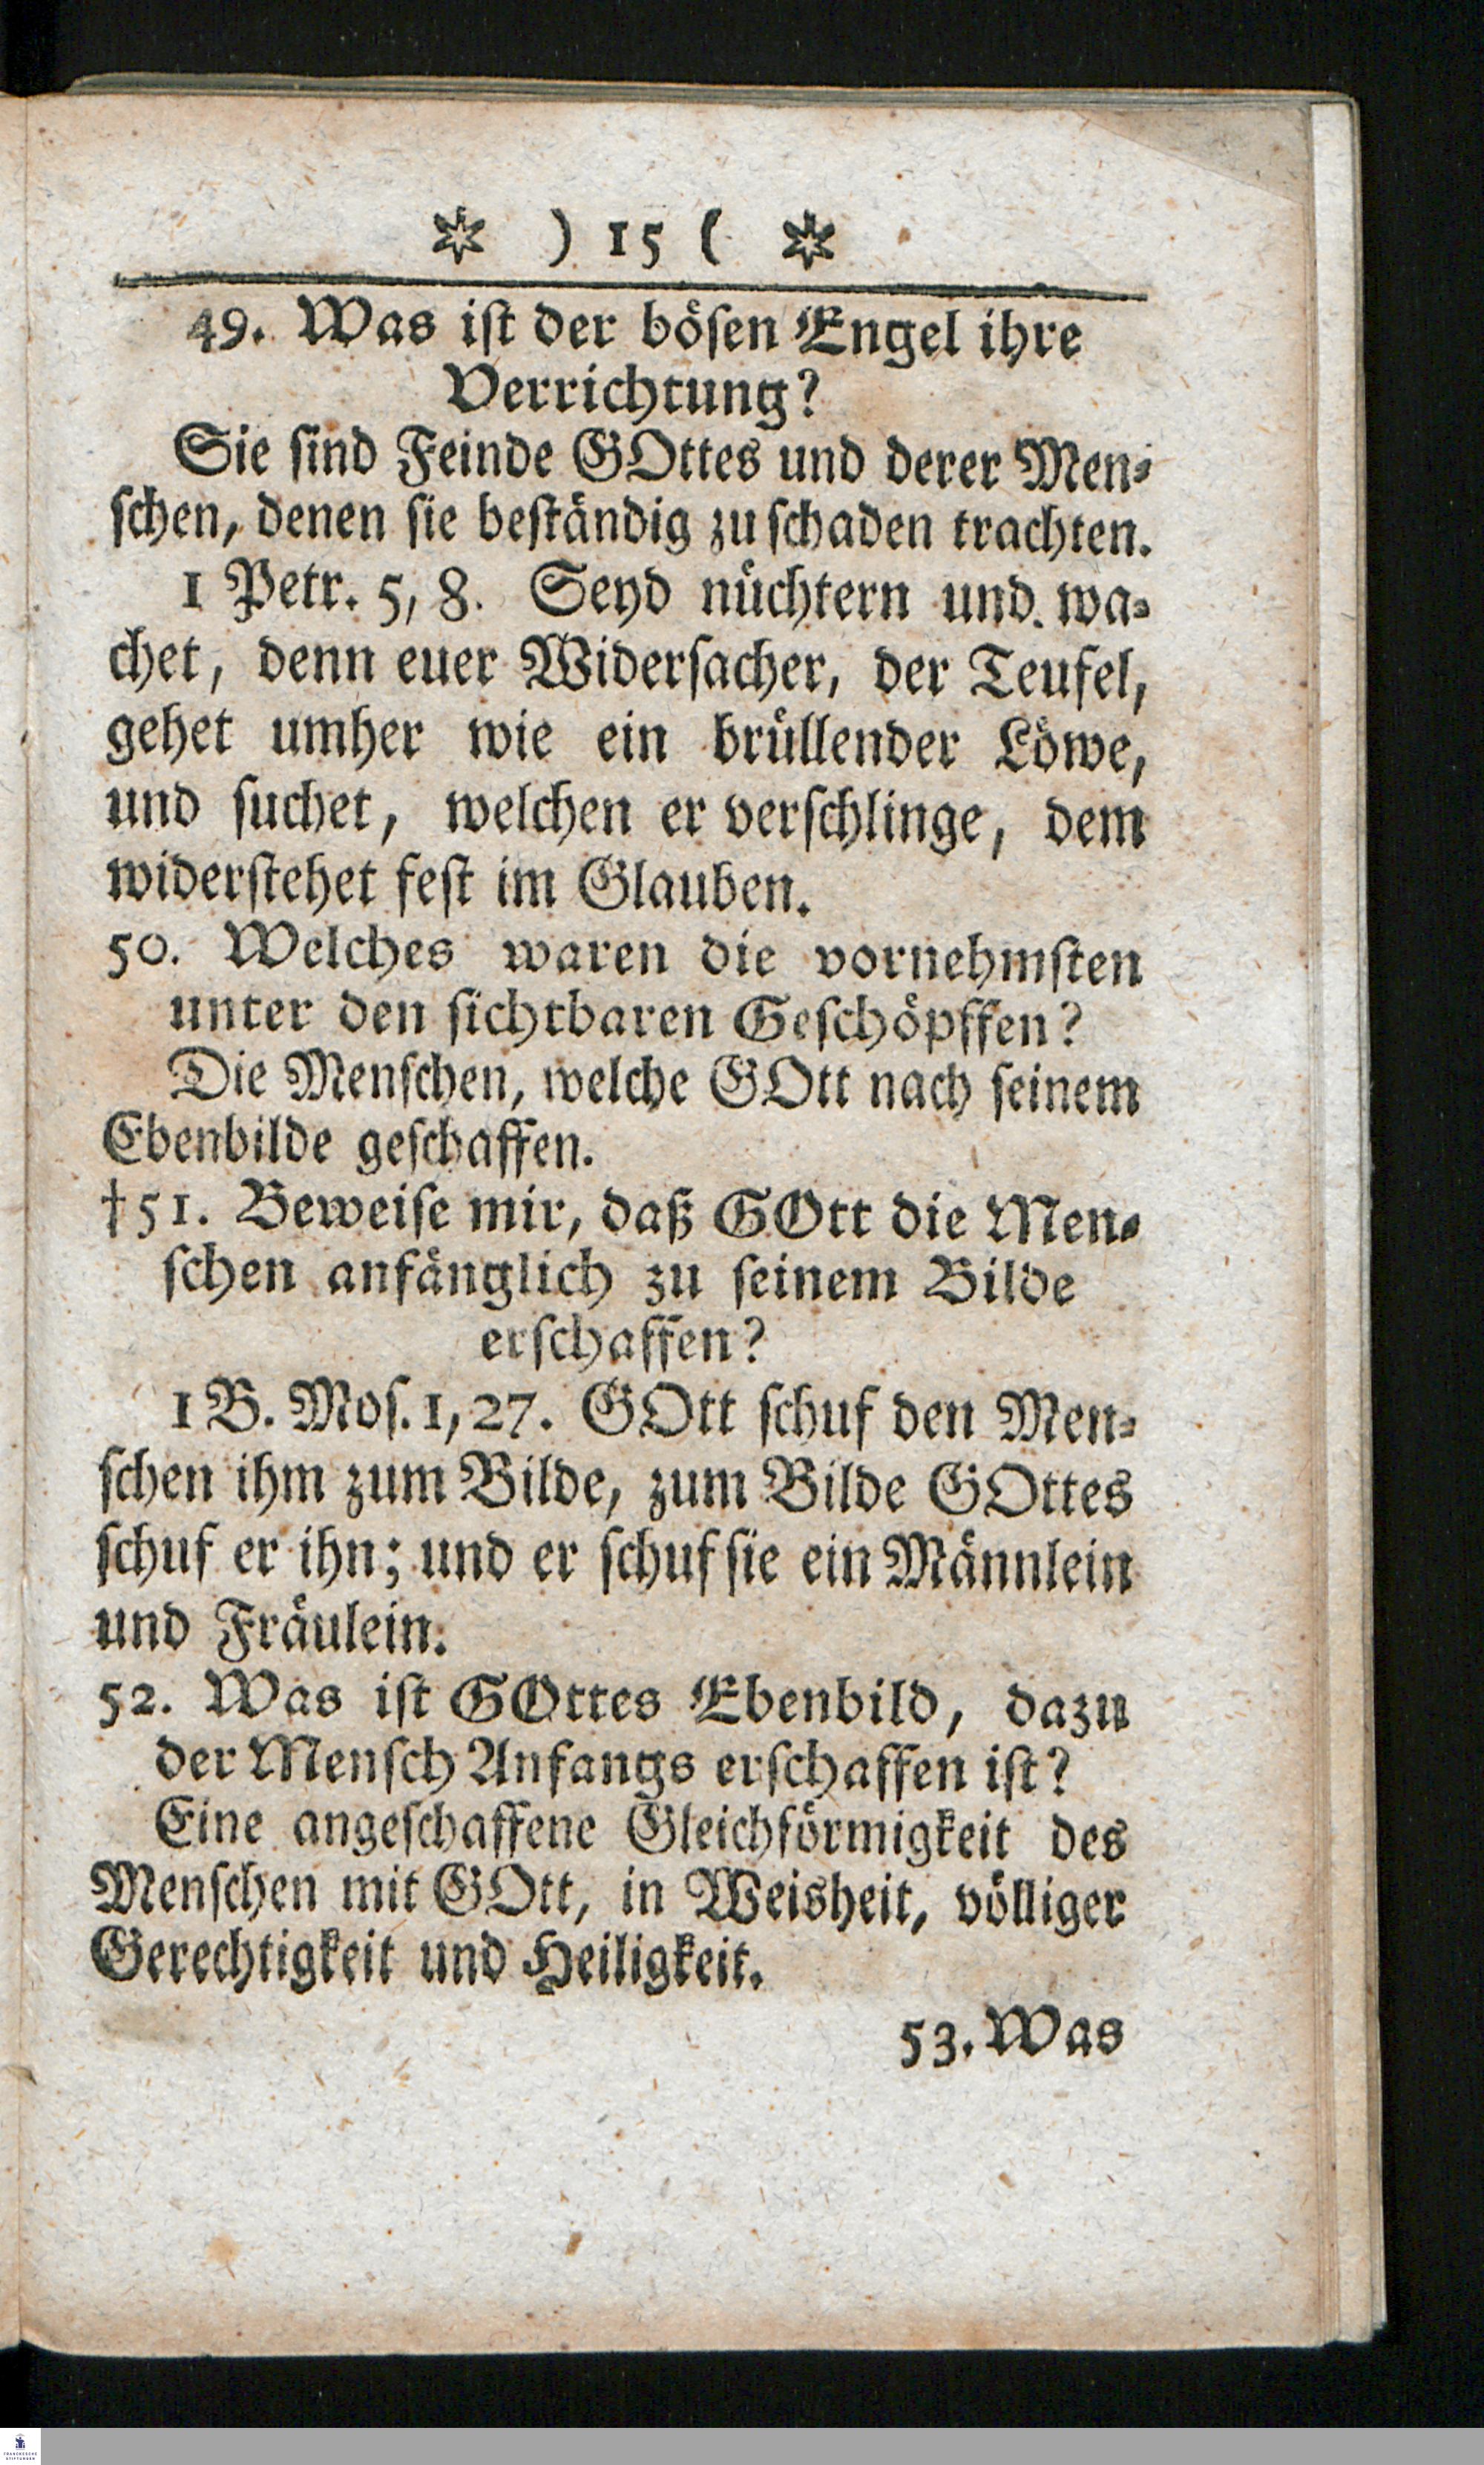 * ) 15 ( *
49. Was iſt der böſen Engel ihre
Verrichtung?
Sie ſind Feinde GOttes und derer Men-
ſchen, denen ſie beſtändig zu ſchaden trachten.
1 Petr. 5, 8. Seyd nüchtern und wa-
chet, denn euer Widerſacher, der Teufel,
gehet umher wie ein brüllender Löwe,
und ſuchet, welchen er verſchlinge, dem
widerſtehet feſt im Glauben.
50. Welches waren die vornehmſten
unter den ſichtbaren Geſchöpffen?
Die Menſchen, welche GOtt nach ſeinem
Ebenbilde geſchaffen.
† 51. Beweiſe mir, daß GOtt die Men-
ſchen anfänglich zu ſeinem Bilde
erſchaffen?
1 B. Moſ. 1, 27. GOtt ſchuf den Men-
ſchen ihm zum Bilde, zum Bilde GOttes
ſchuf er ihn; und er ſchuf ſie ein Männlein
und Fräulein.
52. Was iſt GOttes Ebenbild, dazu
der Menſch Anfangs erſchaffen iſt?
Eine angeſchaffene Gleichförmigkeit des
Menſchen mit GOtt, in Weisheit, völliger
Gerechtigkeit und Heiligkeit.
53. Was
FRANCKESCHE
STIFTUNGEN